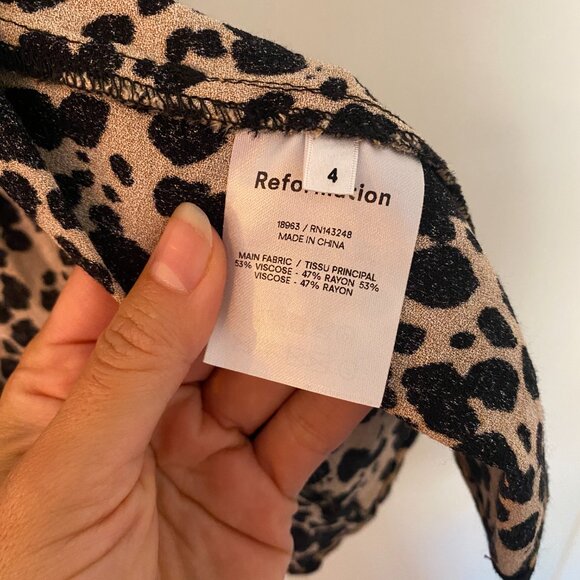 4
Reformation
18963 / RN143248
MADE IN CHINA
MAIN FABRIC / TISSU PRINCIPAL
53% VISCOSE - 47% RAYON 53%
VISCOSE - 47% RAYON